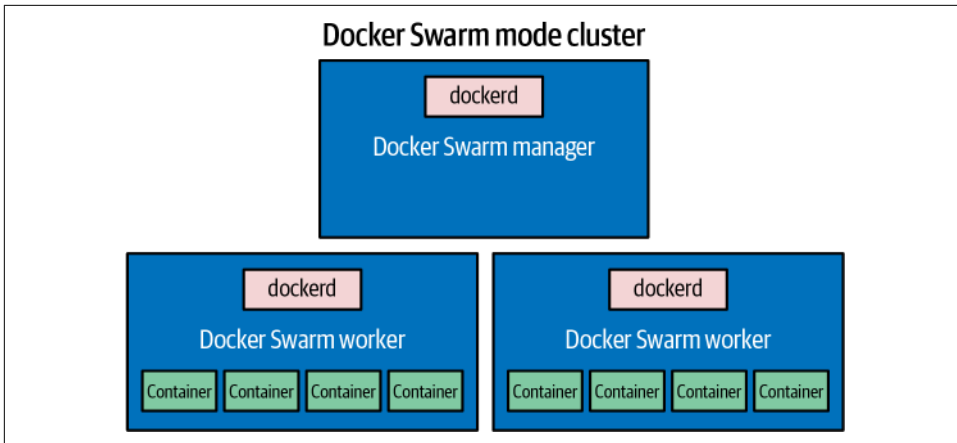 Docker Swarm mode cluster
dockerd
Docker Swarm manager
dockerd
Docker Swarm worker
Container Container Container Container
dockerd
Docker Swarm worker
Container Container Container Container